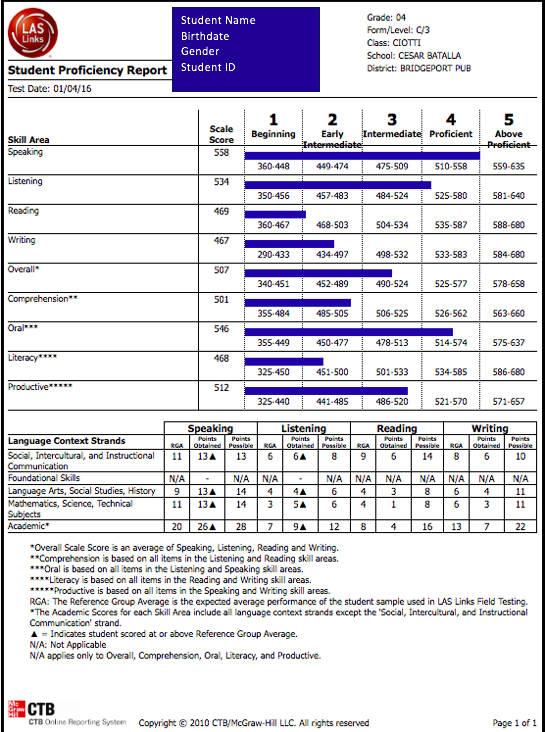 LAS
Links
Student Proficiency Report
Test Date: 01/04/16
Student Name
Birthdate
Gender
Student ID
Grade: 04
Form/Level: C/3
Class: CIOTTI
School: CESAR BATALLA
District: BRIDGEPORT PUB
Skill Area Scale Score 1 Beginning 2 Early Intermediate 3 Intermediate 4 Proficient 5 Above Proficient
Speaking 558
360-448 449-474 475-509 510-558 559-635
Listening 534
350-456 457-483 484-524 525-580 581-640
Reading 469
360-467 468-503 504-534 535-587 588-680
Writing 467
290-433 434-497 498-532 533-583 584-680
Overall* 507
340-451 452-489 490-524 525-577 578-658
Comprehension** 501
355-484 485-505 506-525 526-562 563-660
Oral*** 546
355-449 450-477 478-513 514-574 575-637
Literacy**** 468
325-450 451-500 501-533 534-585 586-680
Productive***** 512
325-440 441-485 486-520 521-570 571-657
Speaking Listening Reading Writing
Language Context Strands RGA Points Obtained Points Possible RGA Points Obtained Points Possible RGA Points Obtained Points Possible RGA Points Obtained Points Possible
Social, Intercultural, and Instructional Communication 11 13▲ 13 6 6▲ 8 9 6 14 8 6 10
Foundational Skills N/A - N/A N/A - N/A N/A N/A N/A N/A N/A N/A
Language Arts, Social Studies, History 9 13▲ 14 4 4▲ 6 4 3 8 6 4 11
Mathematics, Science, Technical Subjects 11 13▲ 14 3 5▲ 6 4 1 8 6 3 11
Academic* 20 26▲ 28 7 9▲ 12 8 4 16 13 7 22
*Overall Scale Score is an average of Speaking, Listening, Reading and Writing.
**Comprehension is based on all items in the Listening and Reading skill areas.
***Oral is based on all items in the Listening and Speaking skill areas.
****Literacy is based on all items in the Reading and Writing skill areas.
*****Productive is based on all items in the Speaking and Writing skill areas.
RGA: The Reference Group Average is the expected average performance of the student sample used in LAS Links Field Testing.
*The Academic Scores for each Skill Area include all language context strands except the 'Social, Intercultural, and Instructional
Communication' strand.
▲ = Indicates student scored at or above Reference Group Average.
N/A: Not Applicable
N/A applies only to Overall, Comprehension, Oral, Literacy, and Productive.
Mc
Graw
Hill
CTB
CTB Online Reporting System
Copyright © 2010 CTB/McGraw-Hill LLC. All rights reserved
Page 1 of 1